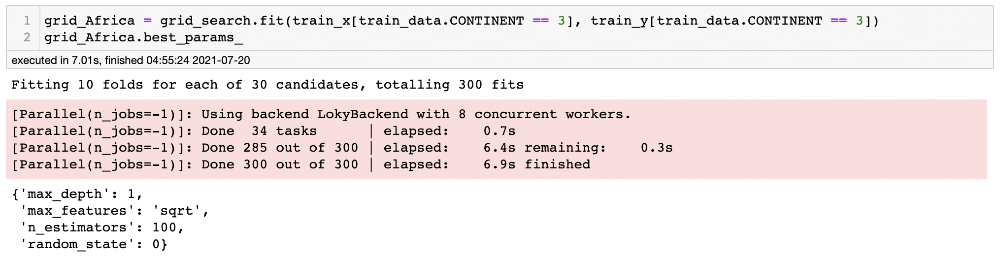 1 grid_Africa = grid_search.fit(train_x[train_data.CONTINENT == 3], train_y[train_data.CONTINENT == 3])
2 grid_Africa.best_params_
executed in 7.01s, finished 04:55:24 2021-07-20
Fitting 10 folds for each of 30 candidates, totalling 300 fits
[Parallel(n_jobs=-1)]: Using backend LokyBackend with 8 concurrent workers.
[Parallel(n_jobs=-1)]: Done  34 tasks      | elapsed:    0.7s
[Parallel(n_jobs=-1)]: Done 285 out of 300 | elapsed:    6.4s remaining:    0.3s
[Parallel(n_jobs=-1)]: Done 300 out of 300 | elapsed:    6.9s finished
{'max_depth': 1,
 'max_features': 'sqrt',
 'n_estimators': 100,
 'random_state': 0}